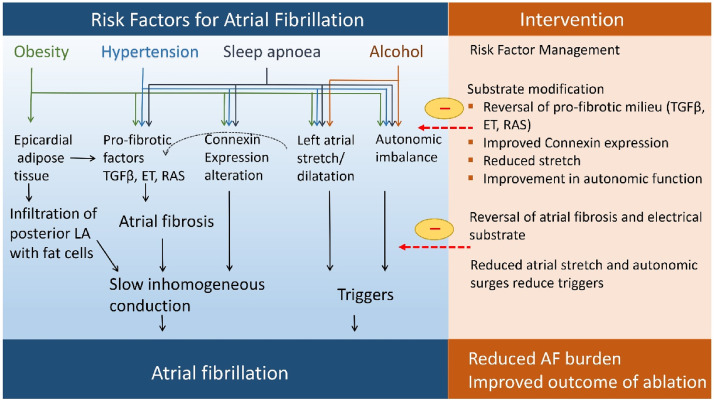 Risk Factors for Atrial Fibrillation
Intervention
Obesity
Hypertension
Sleep apnoea
Alcohol
Risk Factor Management
Substrate modification
Reversal of pro-fibrotic milieu (TGFβ,
ET, RAS)
Improved Connexin expression
Reduced stretch
Improvement in autonomic function
Epicardial
adipose
tissue
Pro-fibrotic
factors
TGFβ, ET, RAS
Connexin
Expression
alteration
Left atrial
stretch/
dilatation
Autonomic
imbalance
Infiltration of
posterior LA
with fat cells
Atrial fibrosis
Reversal of atrial fibrosis and electrical
substrate
Reduced atrial stretch and autonomic
surges reduce triggers
Slow inhomogeneous
conduction
Triggers
Atrial fibrillation
Reduced AF burden
Improved outcome of ablation